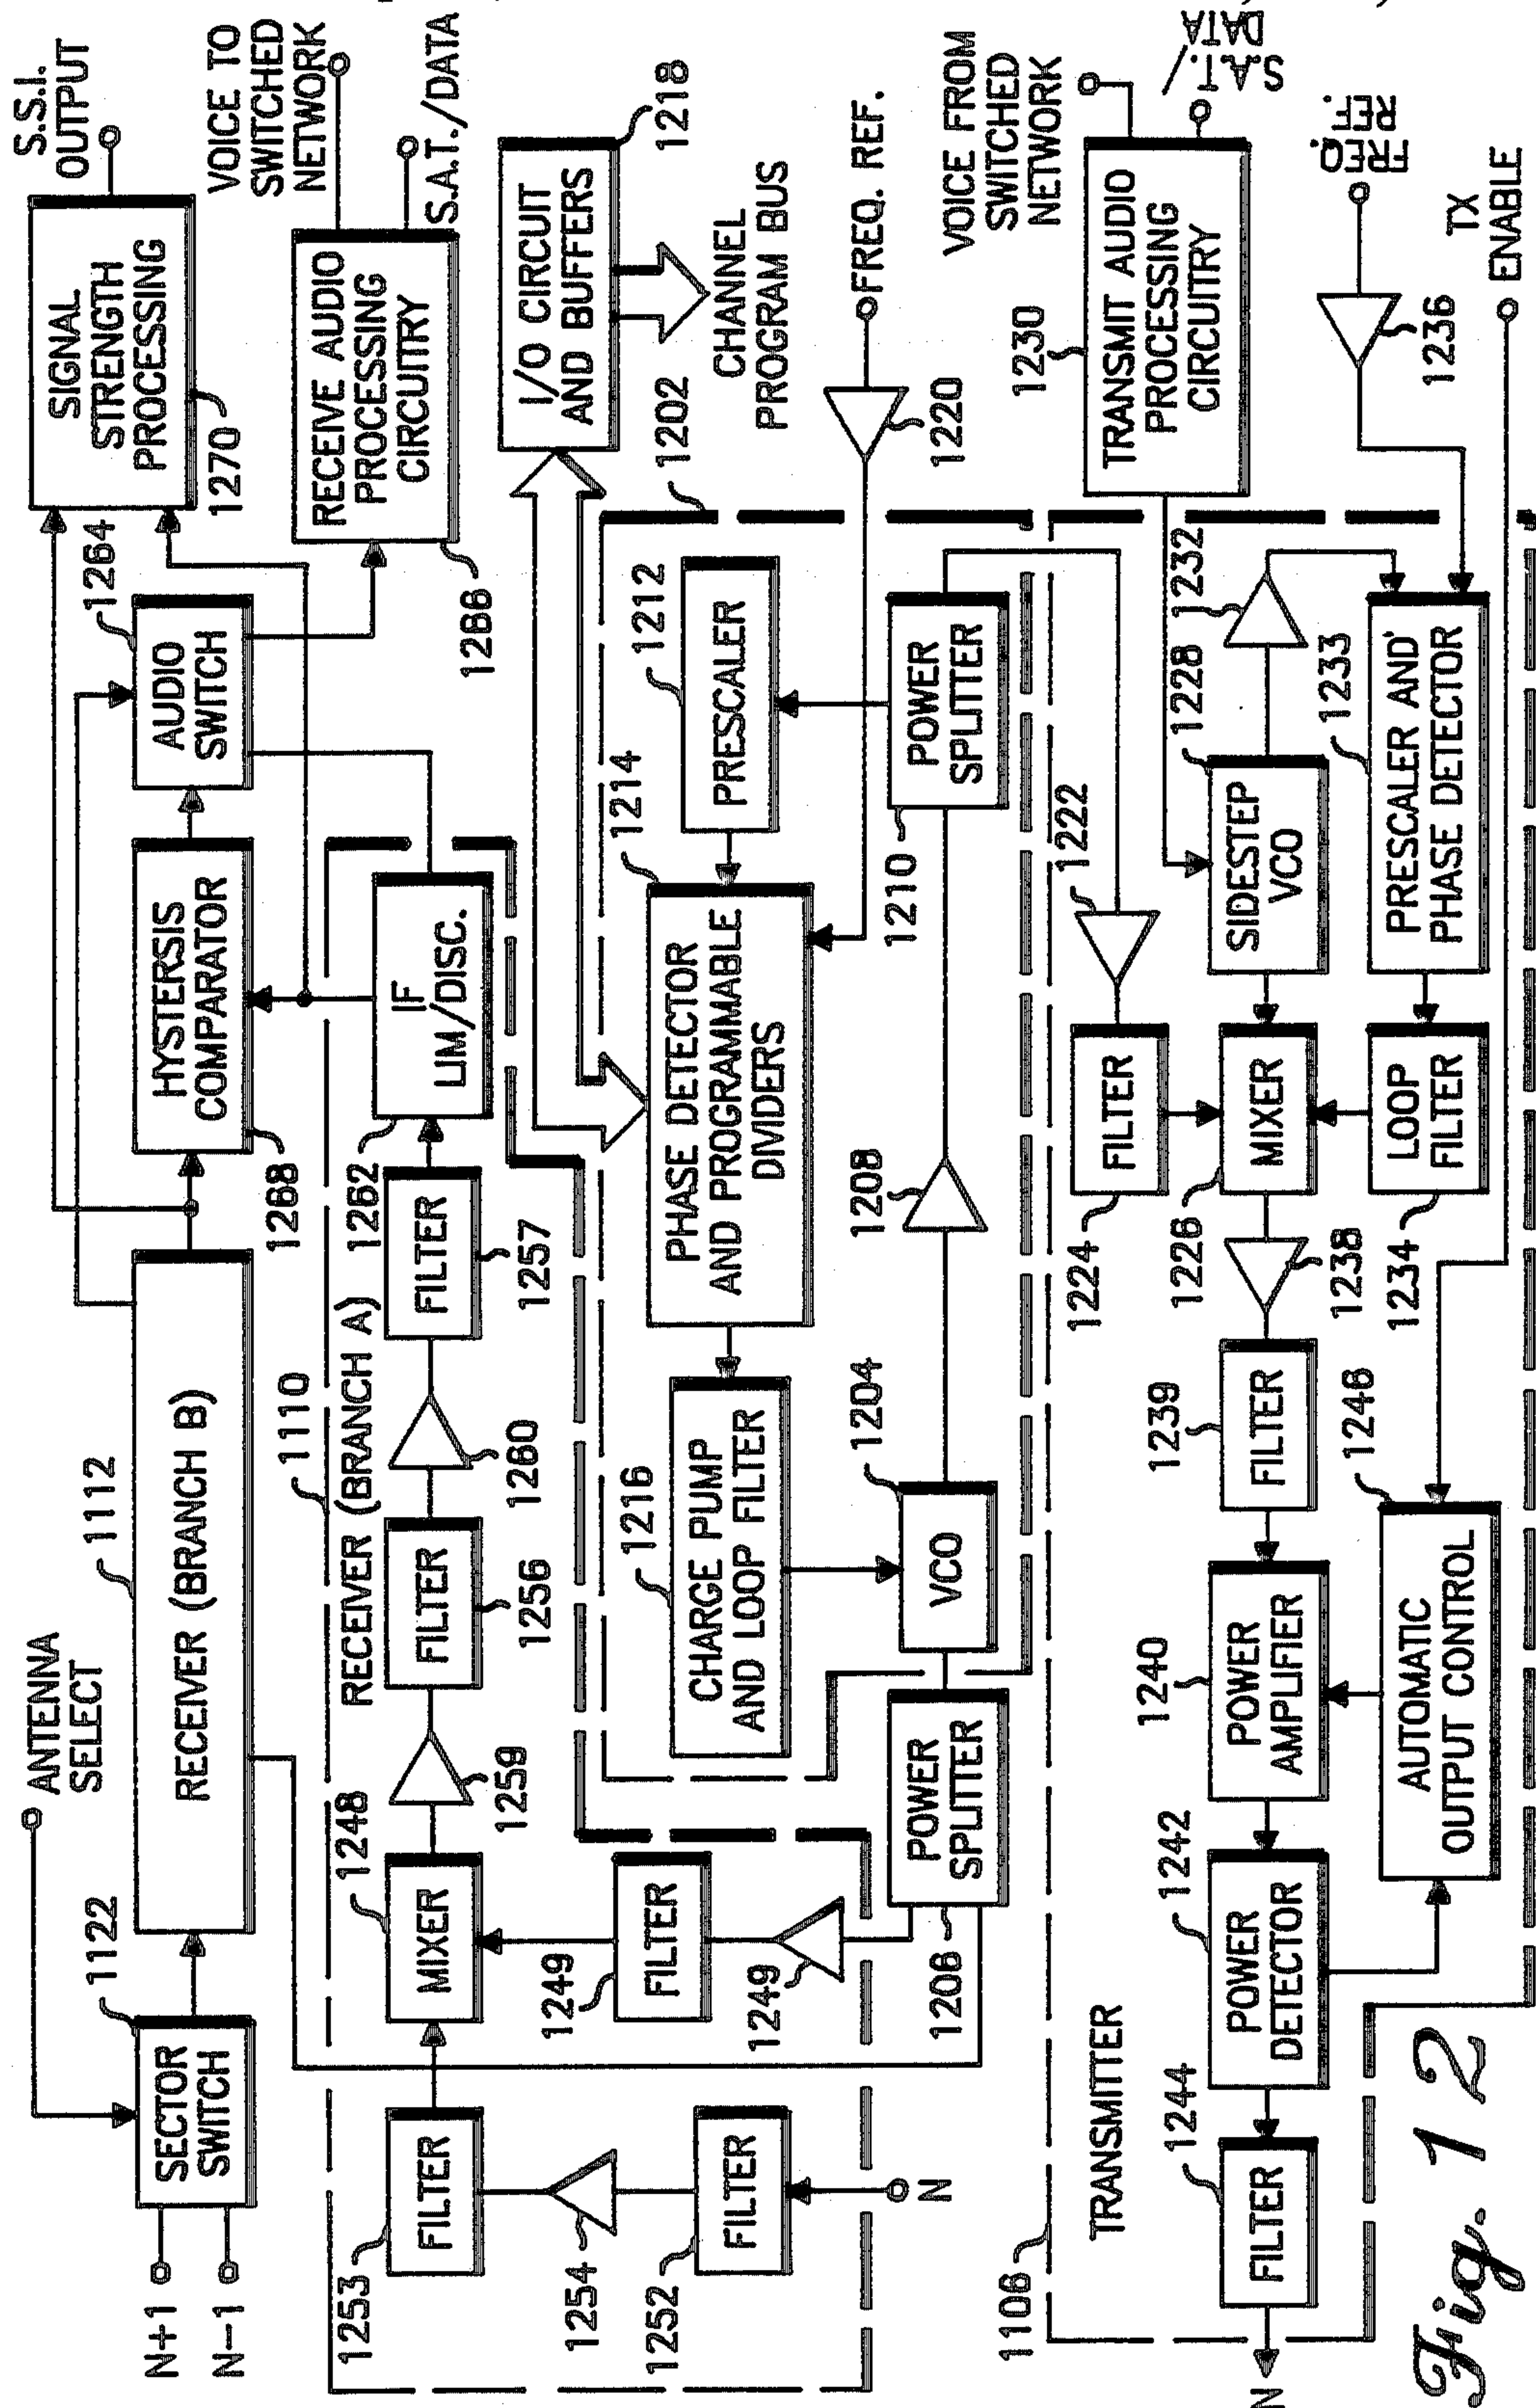 ANTENNA
SELECT
N+1
N-1
1122
SECTOR
SWITCH
1112
RECEIVER (BRANCH B)
1268
HYSTERSIS
COMPARATOR
1264
AUDIO
SWITCH
1270
SIGNAL
STRENGTH
PROCESSING
S.S.I.
OUTPUT
VOICE TO
SWITCHED
NETWORK
S.A.T./DATA
RECEIVE AUDIO
PROCESSING
CIRCUITRY
1266
1110
RECEIVER (BRANCH A)
1253
FILTER
1254
1252
FILTER
N
1248
MIXER
1249
FILTER
1249
1259
FILTER
1256
1260
FILTER
1257
1262
IF
LIM/DISC.
I/O CIRCUIT
AND BUFFERS
1218
CHANNEL
PROGRAM BUS
1202
1216
CHARGE PUMP
AND LOOP FILTER
1214
PHASE DETECTOR
AND PROGRAMMABLE
DIVIDERS
1212
PRESCALER
1220
FREQ. REF.
1206
POWER
SPLITTER
1204
VCO
1208
1210
POWER
SPLITTER
1106
TRANSMITTER
N
1244
FILTER
1242
POWER
DETECTOR
1240
POWER
AMPLIFIER
1239
FILTER
1238
1226
MIXER
1224
FILTER
1222
1228
SIDESTEP
VCO
1232
1230
TRANSMIT AUDIO
PROCESSING
CIRCUITRY
VOICE FROM
SWITCHED
NETWORK
S.A.T./
DATA
1246
AUTOMATIC
OUTPUT CONTROL
1234
LOOP
FILTER
1233
PRESCALER AND'
PHASE DETECTOR
1236
FREQ.
REF.
TX
ENABLE
Fig. 12